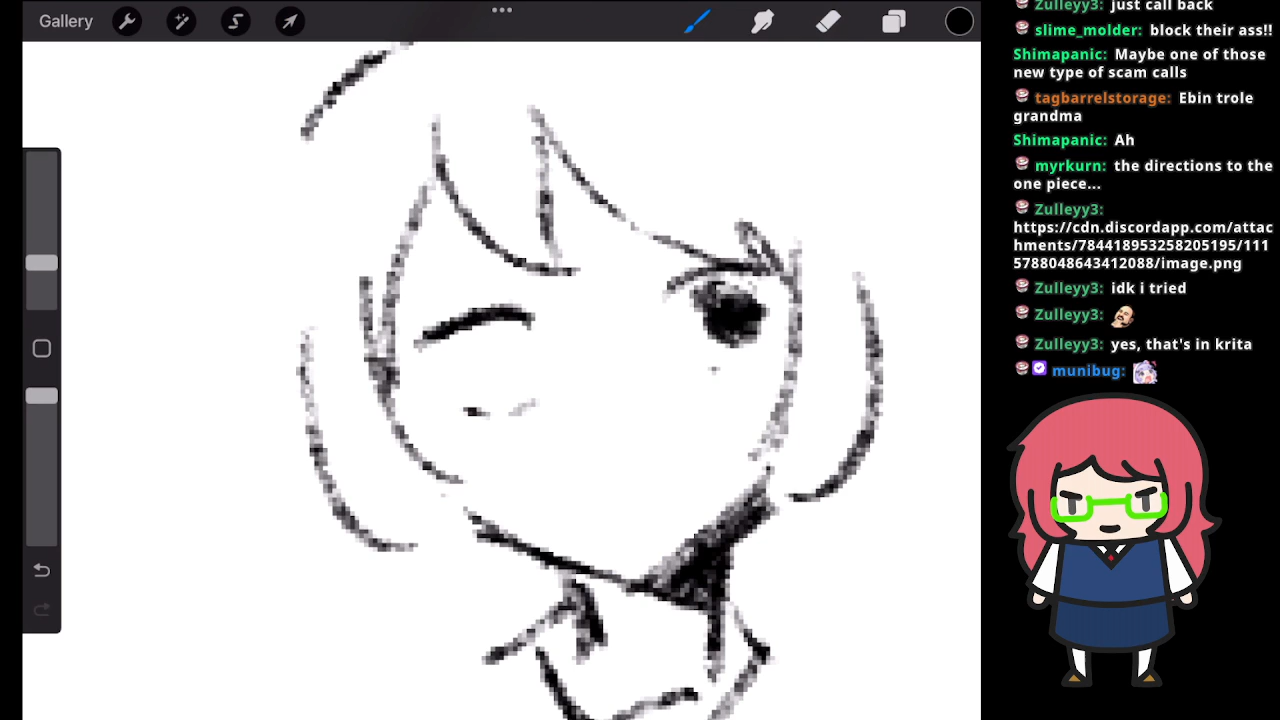 Gallery
Zulleyy3: just call back
slime_molder: block their ass!!
Shimapanic: Maybe one of those
new type of scam calls
tagbarrelstorage: Ebin trole
grandma
Shimapanic: Ah
myrkurn: the directions to the
one piece...
Zulleyy3:
https://cdn.discordapp.com/attac
hments/784418953258205195/111
5788048643412088/image.png
Zulleyy3: idk i tried
Zulleyy3:
Zulleyy3: yes, that's in krita
munibug: